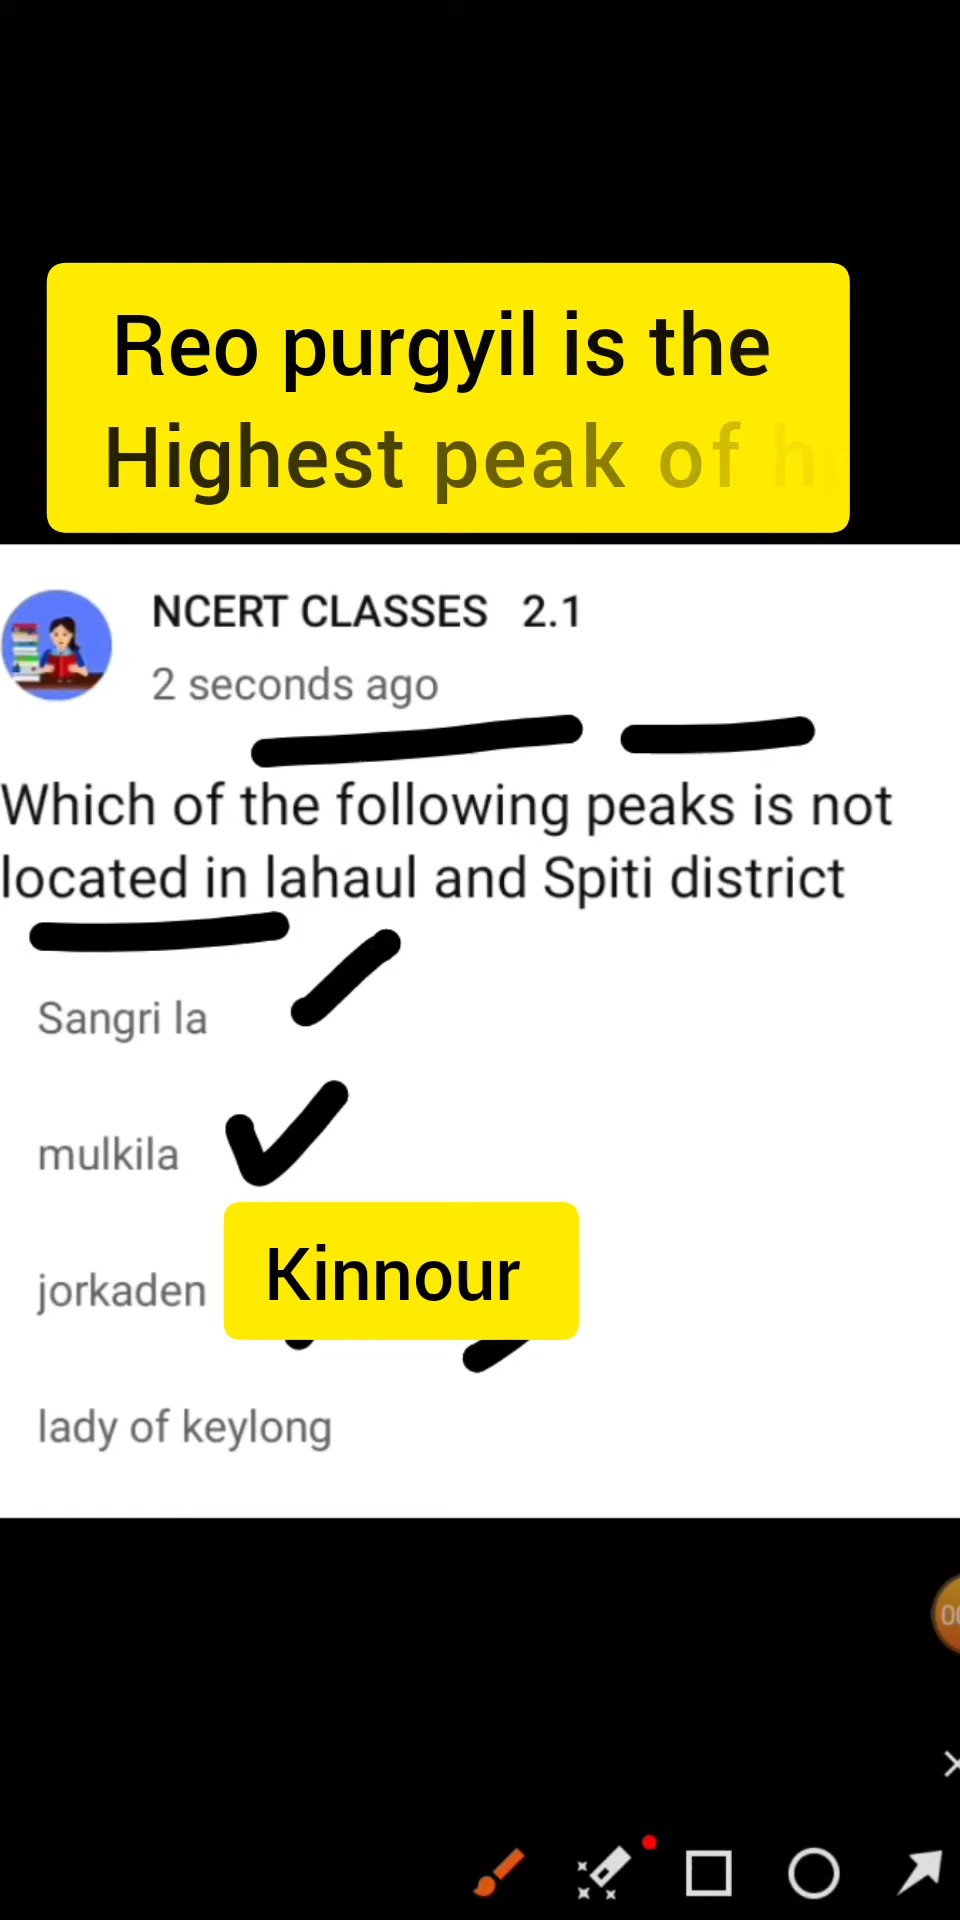 Reo purgyil is the
Highest peak of hp
NCERT CLASSES 2.1
2 seconds ago
Which of the following peaks is not
located in lahaul and Spiti district
Sangri la
mulkila
jorkaden
Kinnour
lady of keylong